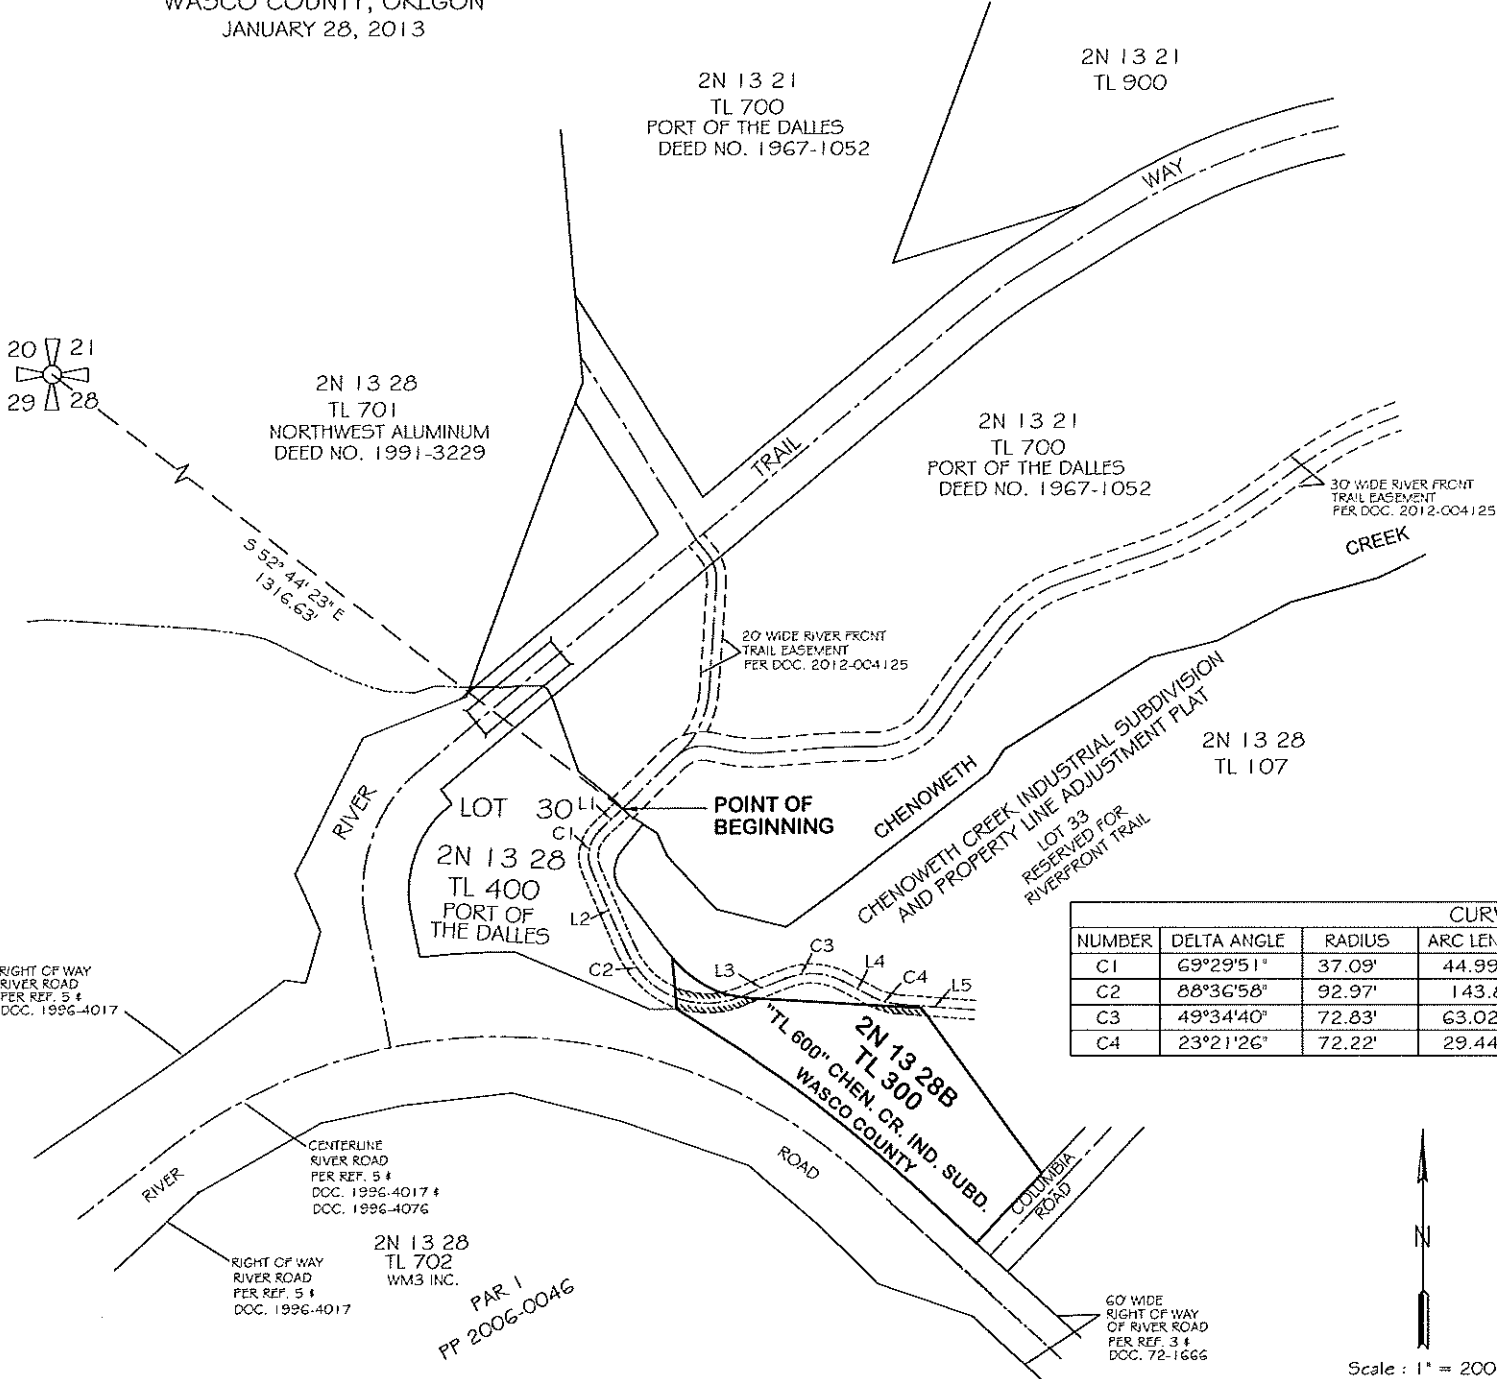 WASCO COUNTY, OREGON
JANUARY 28, 2013
2N 13 21
TL 700
PORT OF THE DALLES
DEED NO. 1967-1052
2N 13 21
TL 900
WAY
20 21
29 28
2N 13 28
TL 701
NORTHWEST ALUMINUM
DEED NO. 1991-3229
TRAIL
2N 13 21
TL 700
PORT OF THE DALLES
DEED NO. 1967-1052
30' WIDE RIVER FRONT
TRAIL EASEMENT
PER DOC. 2012-004125
CREEK
S 52° 44' 23" E
1316.63'
20' WIDE RIVER FRONT
TRAIL EASEMENT
PER DOC. 2012-004125
CHENOWETH
CHENOWETH CREEK INDUSTRIAL SUBDIVISION
AND PROPERTY LINE ADJUSTMENT PLAT
LOT 33
RESERVED FOR
RIVERFRONT TRAIL
2N 13 28
TL 107
RIVER
LOT 30
L1
C1
POINT OF
BEGINNING
2N 13 28
TL 400
PORT OF
THE DALLES
L2
C2
L3
C3
L4
C4
L5
CURV
NUMBER DELTA ANGLE RADIUS ARC LEN
C1 69°29'51" 37.09' 44.99
C2 88°36'58" 92.97' 143.8
C3 49°34'40" 72.83' 63.02
C4 23°21'26" 72.22' 29.44
RIGHT OF WAY
RIVER ROAD
PER REF. 5 &
DOC. 1996-4017
2N 13 28B
TL 300
"TL 600" CHEN. CR. IND. SUBD.
WASCO COUNTY
COLUMBIA
ROAD
ROAD
RIVER
CENTERLINE
RIVER ROAD
PER REF. 5 &
DOC. 1996-4017 &
DOC. 1996-4076
2N 13 28
TL 702
WM3 INC.
RIGHT OF WAY
RIVER ROAD
PER REF. 5 &
DOC. 1996-4017
PAR 1
PP 2006-0046
60' WIDE
RIGHT OF WAY
OF RIVER ROAD
PER REF. 3 &
DOC. 72-1666
N
Scale : 1" = 200